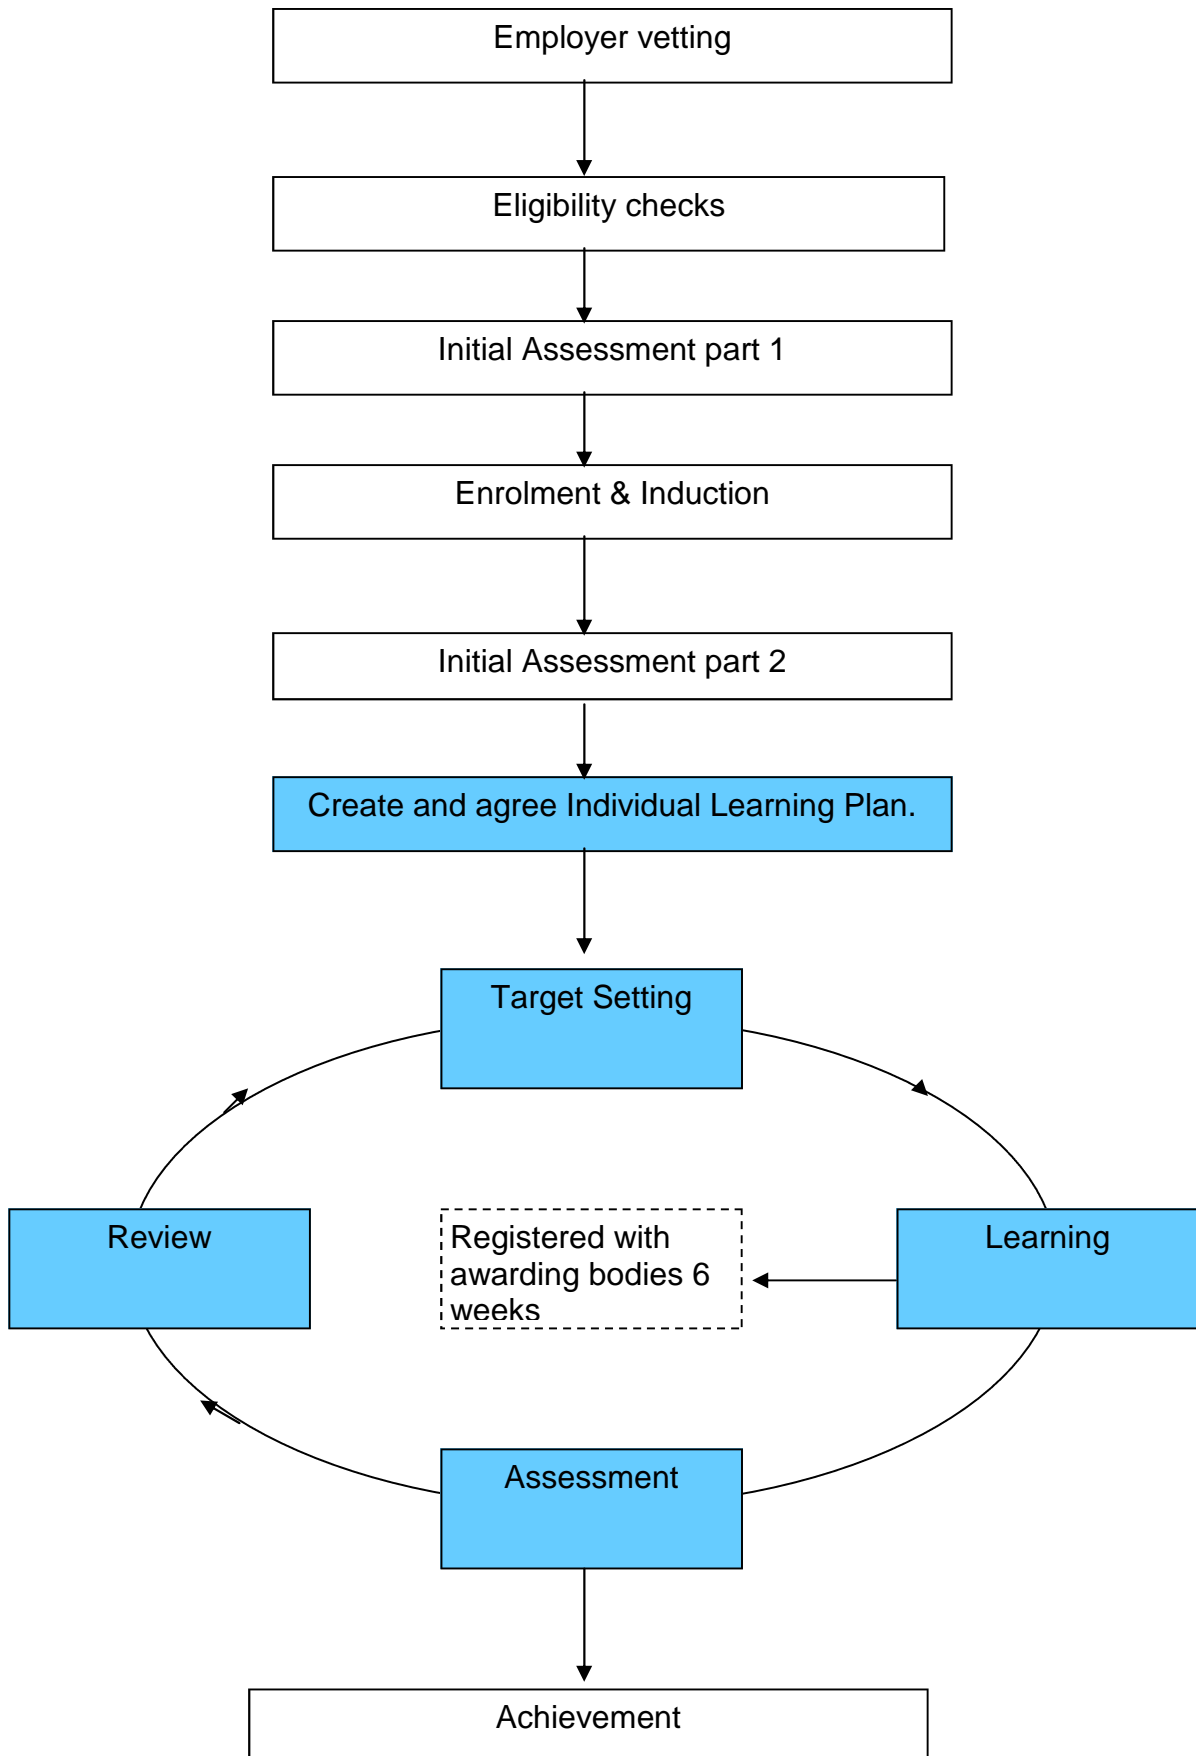 Employer vetting
Eligibility checks
Initial Assessment part 1
Enrolment & Induction
Initial Assessment part 2
Create and agree Individual Learning Plan.
Target Setting
Review
Registered with
awarding bodies 6
weeks
Learning
Assessment
Achievement